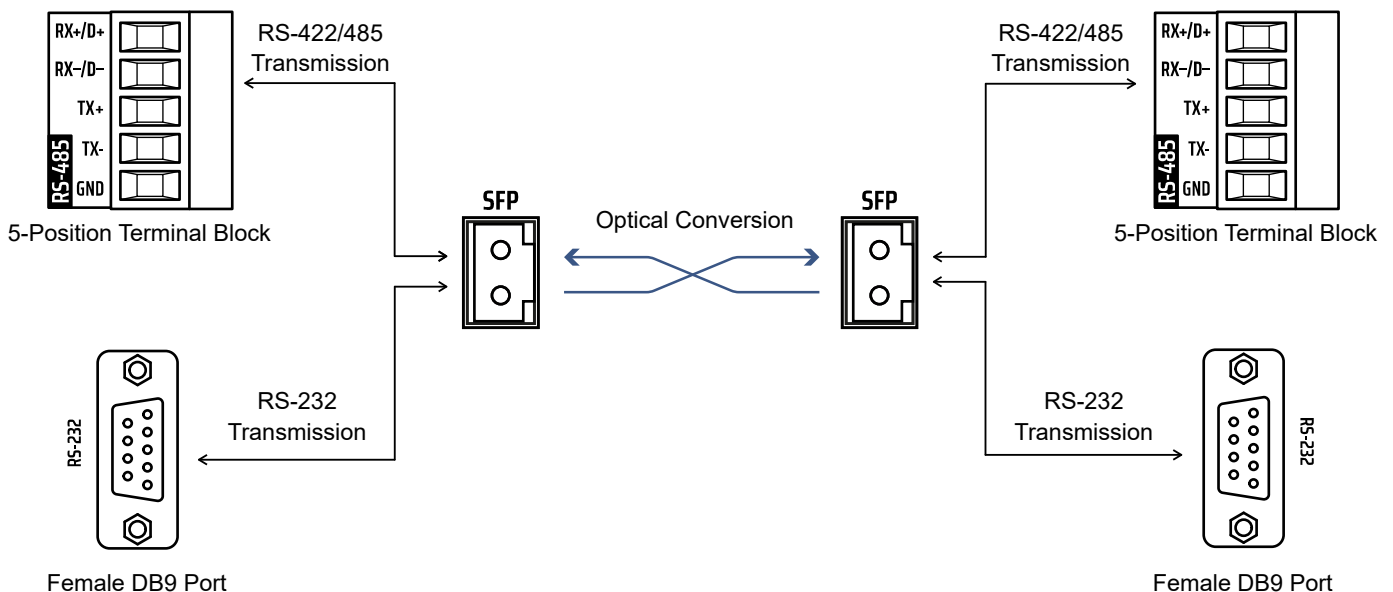 RX+/D+
RX−/D−
TX+
TX-
GND
RS-485
5-Position Terminal Block
RS-422/485
Transmission
SFP
Optical Conversion
SFP
RS-422/485
Transmission
RX+/D+
RX−/D−
TX+
TX-
GND
RS-485
5-Position Terminal Block
RS-232
RS-232
Transmission
Female DB9 Port
RS-232
Transmission
RS-232
Female DB9 Port